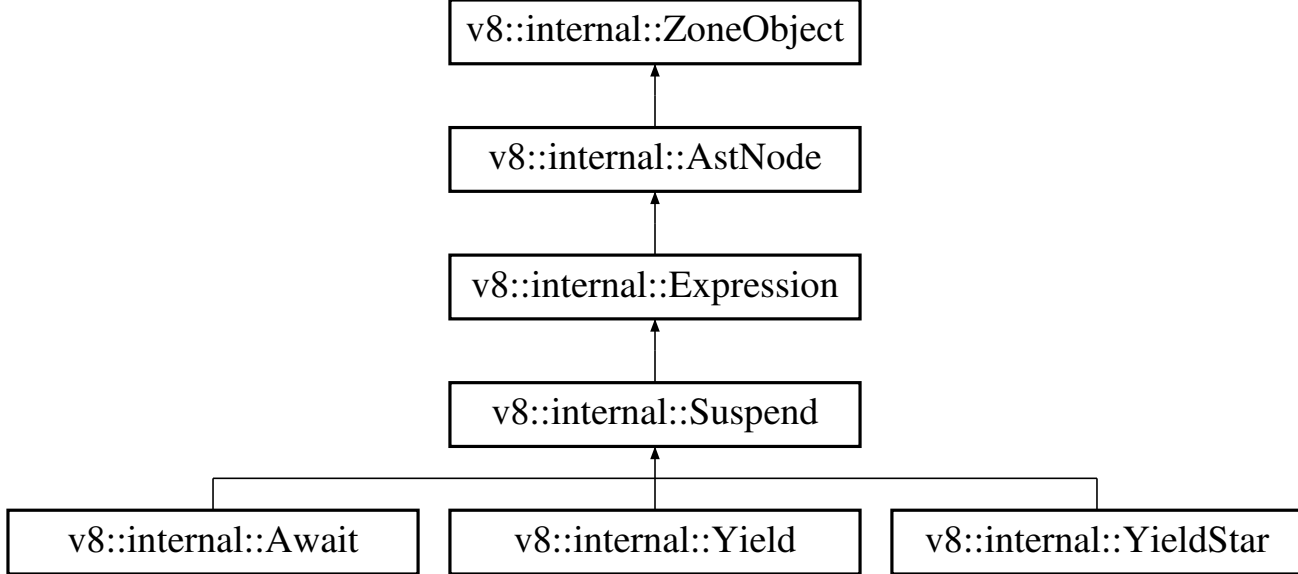 v8::internal::ZoneObject
v8::internal::AstNode
v8::internal::Expression
v8::internal::Suspend
v8::internal::Await
v8::internal::Yield
v8::internal::YieldStar